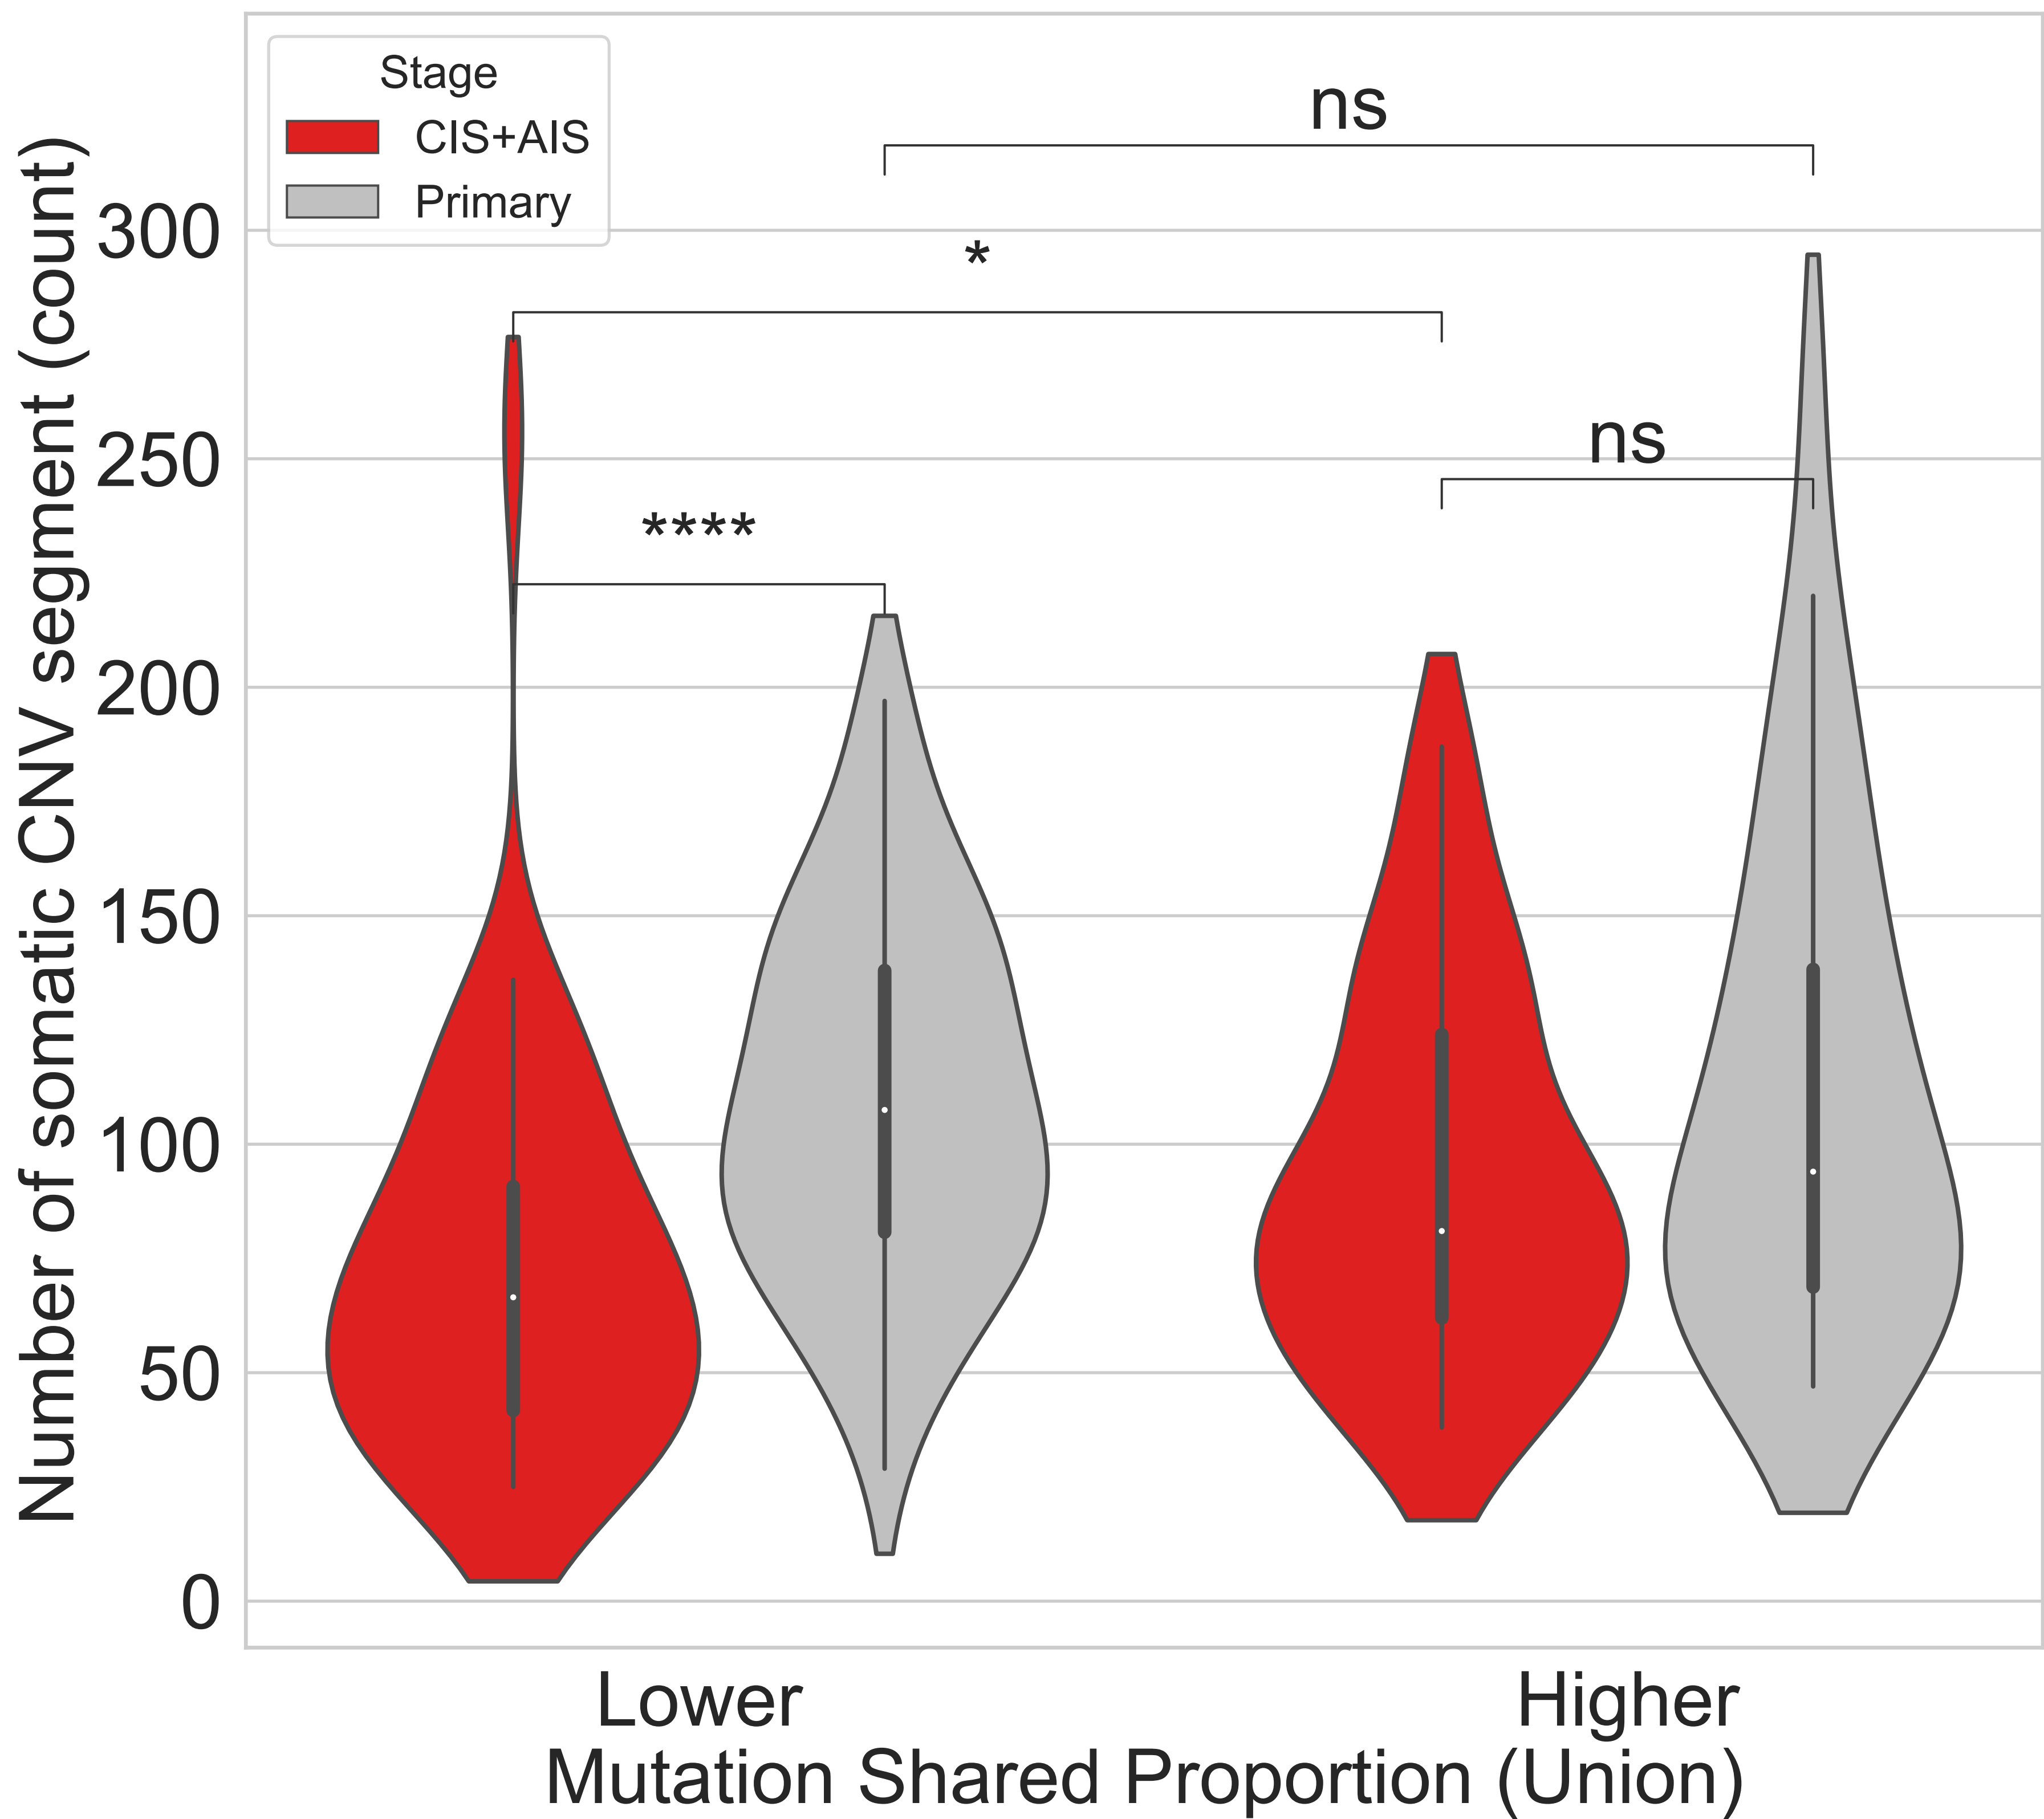 Stage
CIS+AIS
Primary
ns
*
ns
****
Number of somatic CNV segment (count)
300
250
200
150
100
50
0
Lower
Higher
Mutation Shared Proportion (Union)